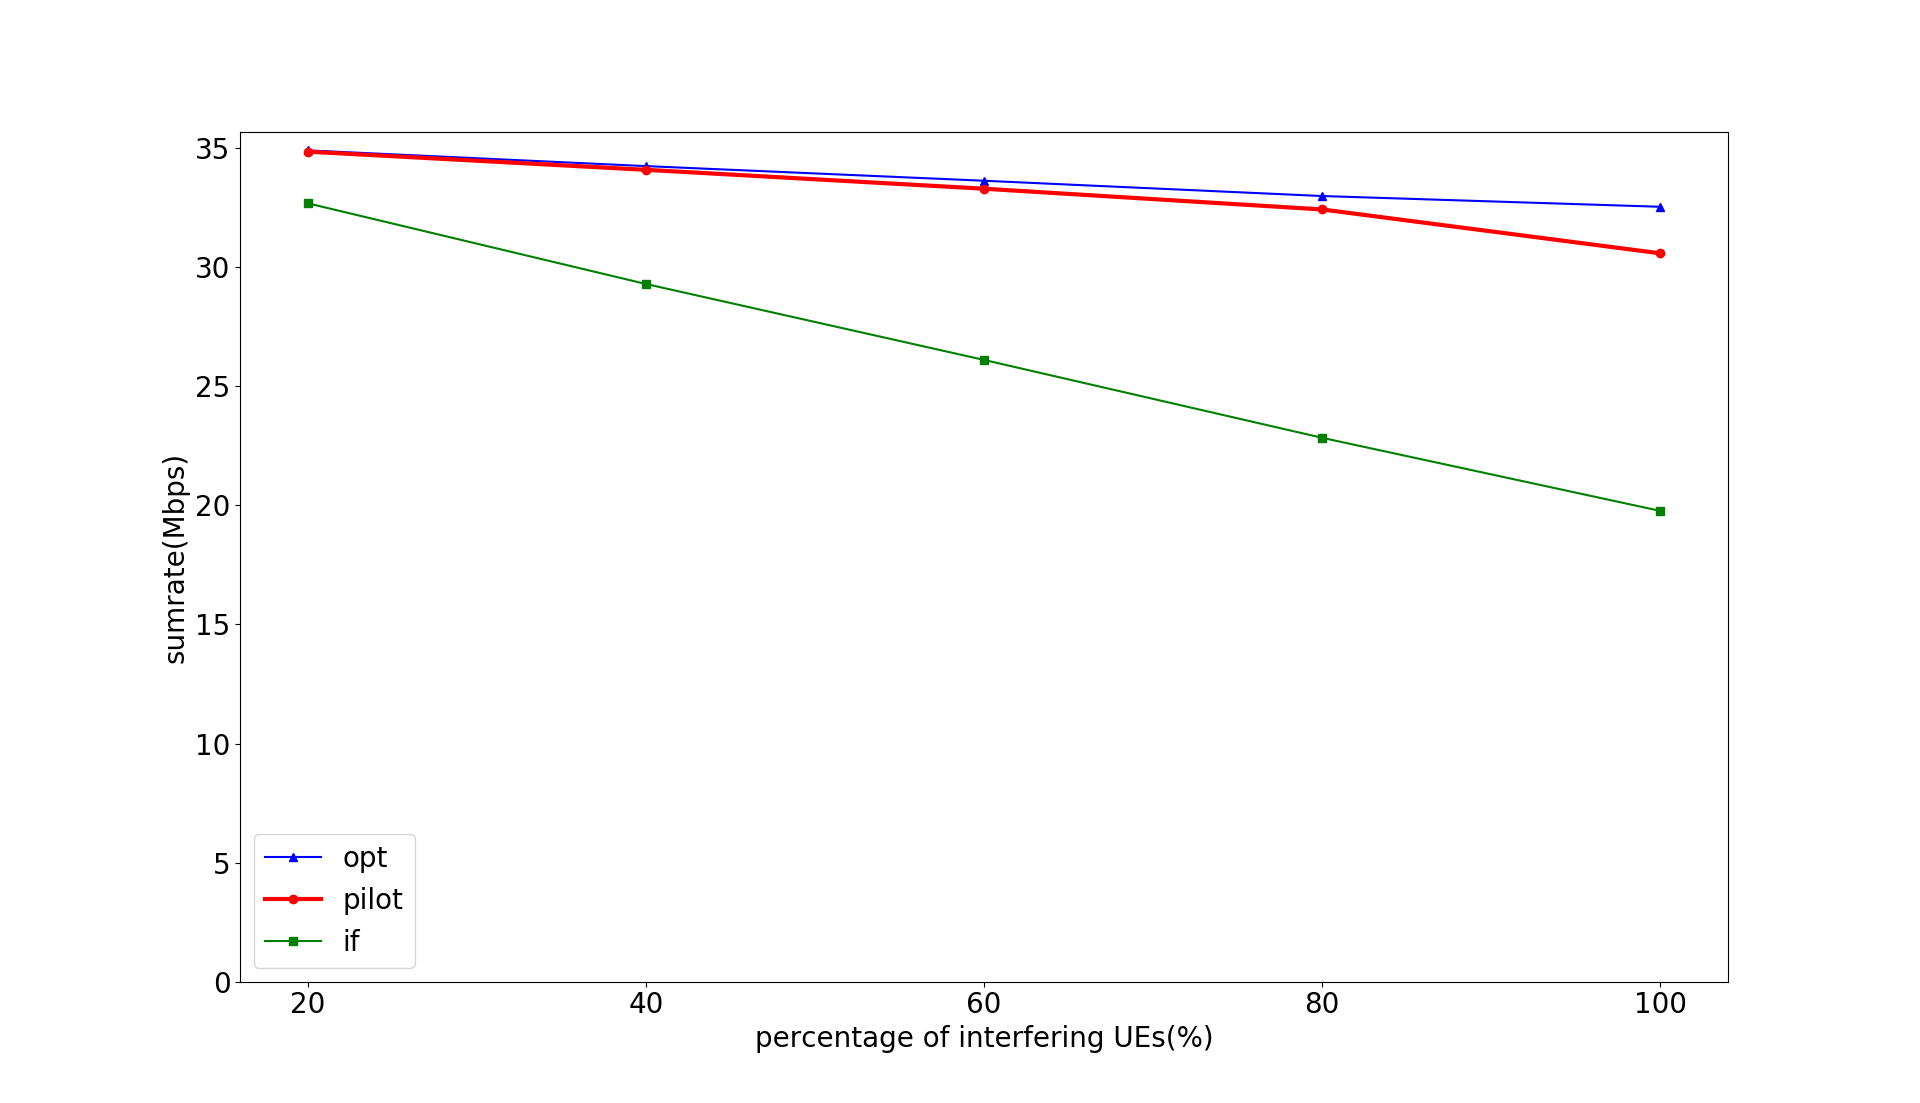 35
30
25
20
15
10
5
0
sumrate(Mbps)
opt
pilot
if
20 40 60 80 100
percentage of interfering UEs(%)